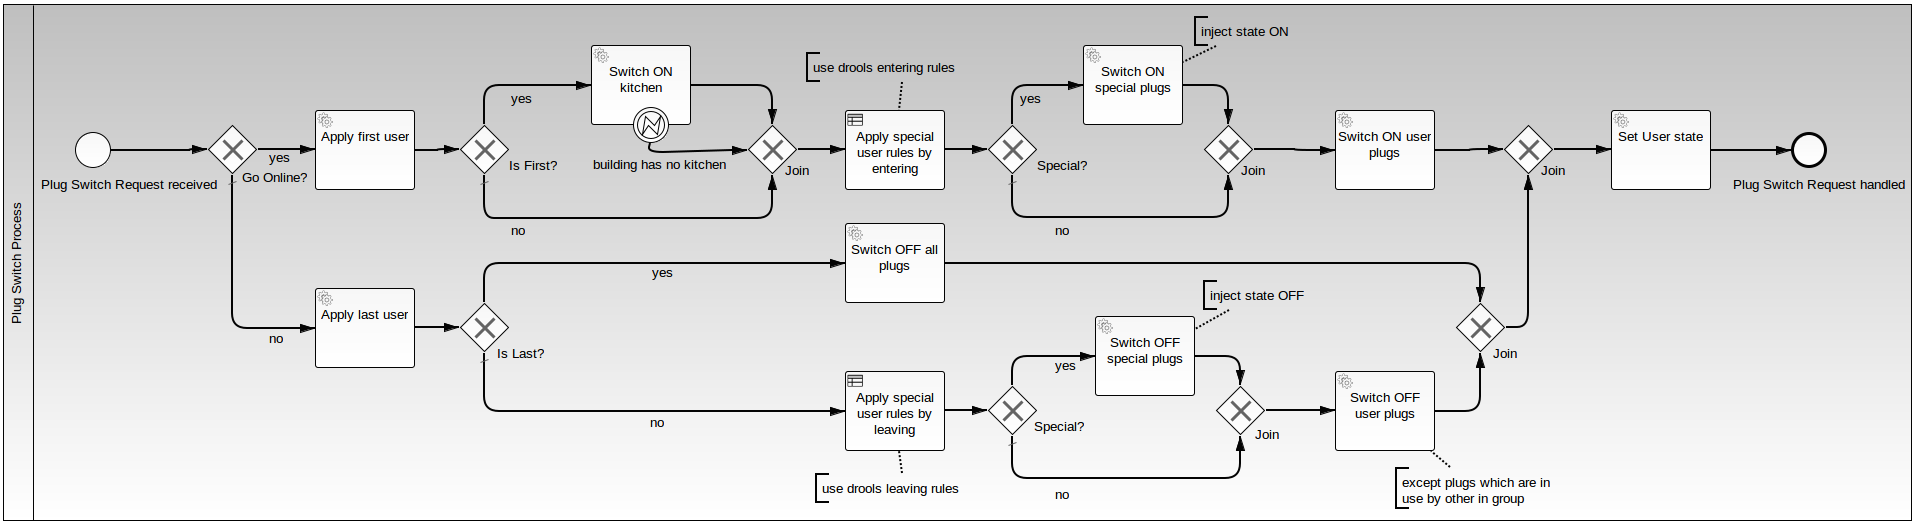 Plug Switch Process
Plug Switch Request received
yes
Go Online?
no
Apply first user
Is First?
yes
no
Switch ON
kitchen
building has no kitchen
Join
use drools entering rules
Apply special
user rules by
entering
Special?
yes
no
Switch ON
special plugs
inject state ON
Join
Switch ON user
plugs
Join
Set User state
Plug Switch Request handled
Apply last user
Is Last?
yes
no
Switch OFF all
plugs
Apply special
user rules by
leaving
use drools leaving rules
Special?
yes
no
Switch OFF
special plugs
inject state OFF
Join
Switch OFF
user plugs
except plugs which are in
use by other in group
Join